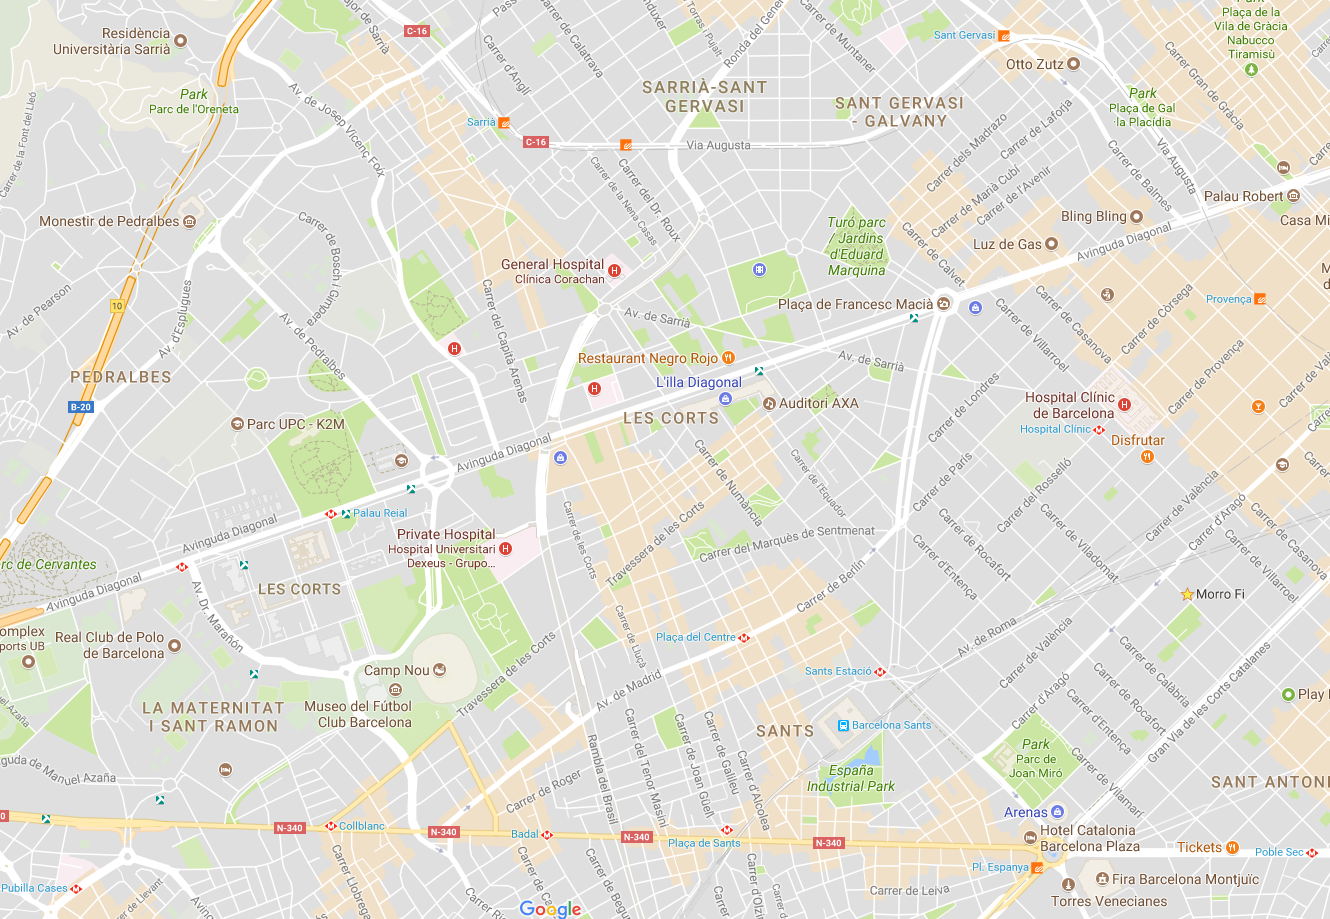 Residència
Universitària Sarrià
Major de Sarrià
C-16
Carrer d'Anglí
Carrer de Calatrava
Ronda del General
Carrer de Muntaner
Sant Gervasi
Otto Zutz
Plaça de la
Vila de Gràcia
Nabucco
Tiramisù
Carrer Gran de Gràcia
SARRIÀ-SANT
GERVASI
SANT GERVASI
- GALVANY
Park
Parc de l'Oreneta
Park
Plaça de Gal
·la Placídia
Carrer de la Font del Lleó
Av. de Josep Vicenç Foix
Sarrià
C-16
Via Augusta
Via Augusta
Carrer dels Madrazo
Carrer de Laforja
Carrer de Marià Cubí
Carrer de l'Avenir
Carrer de Balmes
Palau Robert
Monestir de Pedralbes
Carrer de la Nena Casas
Carrer del Dr. Roux
Turó parc
/ Jardins
d'Eduard
Marquina
Bling Bling
Luz de Gas
Avinguda Diagonal
Casa Mi
Carrer de Calvet
Carrer de Bosch i Gimpera
General Hospital
Clínica Corachan
Av. de Pearson
Av. d'Esplugues
Av. de Pedralbes
10
Carrer del Capità Arenas
Av. de Sarrià
Plaça de Francesc Macià
Provença
Carrer de Còrsega
Carrer de Casanova
Carrer de Villarroel
Carrer de Provença
Restaurant Negro Rojo
L'illa Diagonal
Av. de Sarrià
PEDRALBES
B-20
Parc UPC - K2M
LES CORTS
Auditori AXA
Carrer de Londres
Hospital Clínic
de Barcelona
Hospital Clínic
Disfrutar
Avinguda Diagonal
Carrer de Numància
Carrer de l'Equador
Carrer de París
Carrer del Rosselló
Carrer de València
Carrer d'Aragó
Palau Reial
Avinguda Diagonal
Private Hospital
Hospital Universitari
Dexeus - Grupo...
Carrer de les Corts
Travessera de les Corts
Carrer del Marquès de Sentmenat
Carrer de Berlín
Carrer de Rocafort
Carrer d'Entença
Carrer de Viladomat
Carrer de Casanova
Carrer de Villarroel
rc de Cervantes
Avinguda Diagonal
LES CORTS
Av. Dr. Marañón
Morro Fi
omplex
ports UB
Real Club de Polo
de Barcelona
Camp Nou
Museo del Fútbol
Club Barcelona
Travessera de les Corts
Carrer de Lluçà
Plaça del Centre
Sants Estació
Av. de Roma
Carrer de València
Carrer d'Aragó
Carrer de Calàbria
Carrer de Rocafort
Carrer d'Entença
Gran Via de les Corts Catalanes
Play
LA MATERNITAT
I SANT RAMON
Av. de Madrid
SANTS
Barcelona Sants
Park
Parc de
Joan Miró
nguda de Manuel Azaña
Carrer de Roger
Rambla del Brasil
Carrer del Tenor Masini
Carrer de Joan Güell
Carrer de Galileu
Carrer d'Alcolea
España
Industrial Park
Carrer de Vilamarí
SANT ANTONI
Arenas
N-340
Collblanc
N-340
Badal
N-340
Plaça de Sants
N-340
Hotel Catalonia
Barcelona Plaza
Tickets
Poble Sec
Pl. Espanya
Fira Barcelona Montjuïc
Torres Venecianes
Pubilla Cases
Carrer de Llevant
Carrer Llobregat
Carrer de Leiva
Google